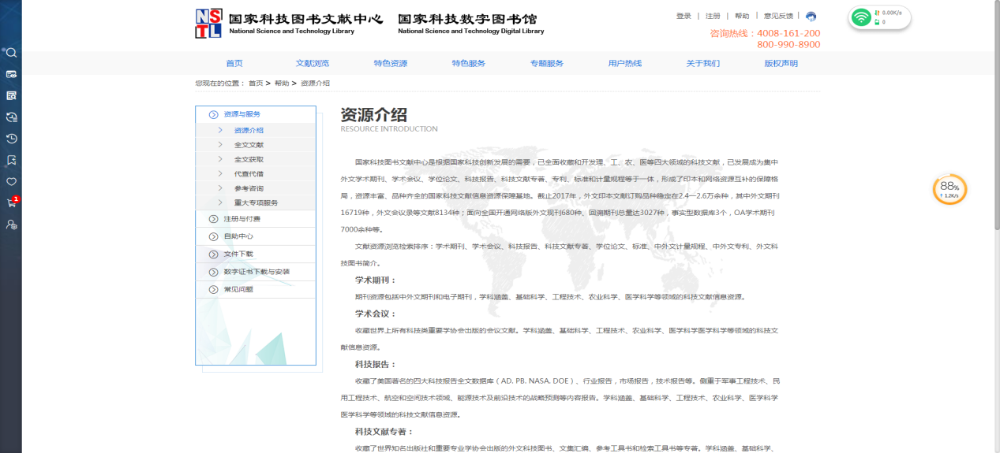 NSTL
国家科技图书文献中心 国家科技数字图书馆
National Science and Technology Library National Science and Technology Digital Library
登录 | 注册 | 帮助 | 意见反馈 |
咨询热线:4008-161-200
800-990-8900
0.00K/s
0
首页 文献浏览 特色资源 特色服务 专题服务 用户热线 关于我们 版权声明
您现在的位置: 首页 > 帮助 > 资源介绍
资源与服务
资源介绍
全文文献
全文获取
代查代借
参考咨询
重大专项服务
注册与付费
自助中心
文件下载
数字证书下载与安装
常见问题
1
88%
↑ 1.2K/s
资源介绍
RESOURCE INTRODUCTION
国家科技图书文献中心是根据国家科技创新发展的需要,已全面收藏和开发理、工、农、医等四大领域的科技文献,已发展成为集中
外文学术期刊、学术会议、学位论文、科技报告、科技文献专著、专利、标准和计量规程等于一体,形成了印本和网络资源互补的保障格
局,资源丰富、品种齐全的国家科技文献信息资源保障基地。截止2017年,外文印本文献订购品种稳定在2.4—2.6万余种,其中外文期刊
16719种,外文会议录等文献8134种;面向全国开通网络版外文现刊680种、回溯期刊总量达3027种,事实型数据库3个,OA学术期刊
7000余种等。
文献资源浏览检索排序:学术期刊、学术会议、科技报告、科技文献专著、学位论文、标准、中外文计量规程、中外文专利、外文科
技图书简介。
学术期刊:
期刊资源包括中外文期刊和电子期刊,学科涵盖、基础科学、工程技术、农业科学、医学科学等领域的科技文献信息资源。
学术会议:
收藏世界上所有科技类重要学协会出版的会议文献。学科涵盖、基础科学、工程技术、农业科学、医学科学医学科学等领域的科技文
献信息资源。
科技报告:
收藏了美国著名的四大科技报告全文数据库(AD. PB. NASA. DOE)、行业报告,市场报告,技术报告等。侧重于军事工程技术、民
用工程技术、航空和空间技术领域、能源技术及前沿技术的战略预测等内容报告。学科涵盖、基础科学、工程技术、农业科学、医学科学
医学科学等领域的科技文献信息资源。
科技文献专著:
收藏了世界知名出版社和重要专业学协会出版的外文科技图书、文集汇编、参考工具书和检索工具书等专著。学科涵盖、基础科学、